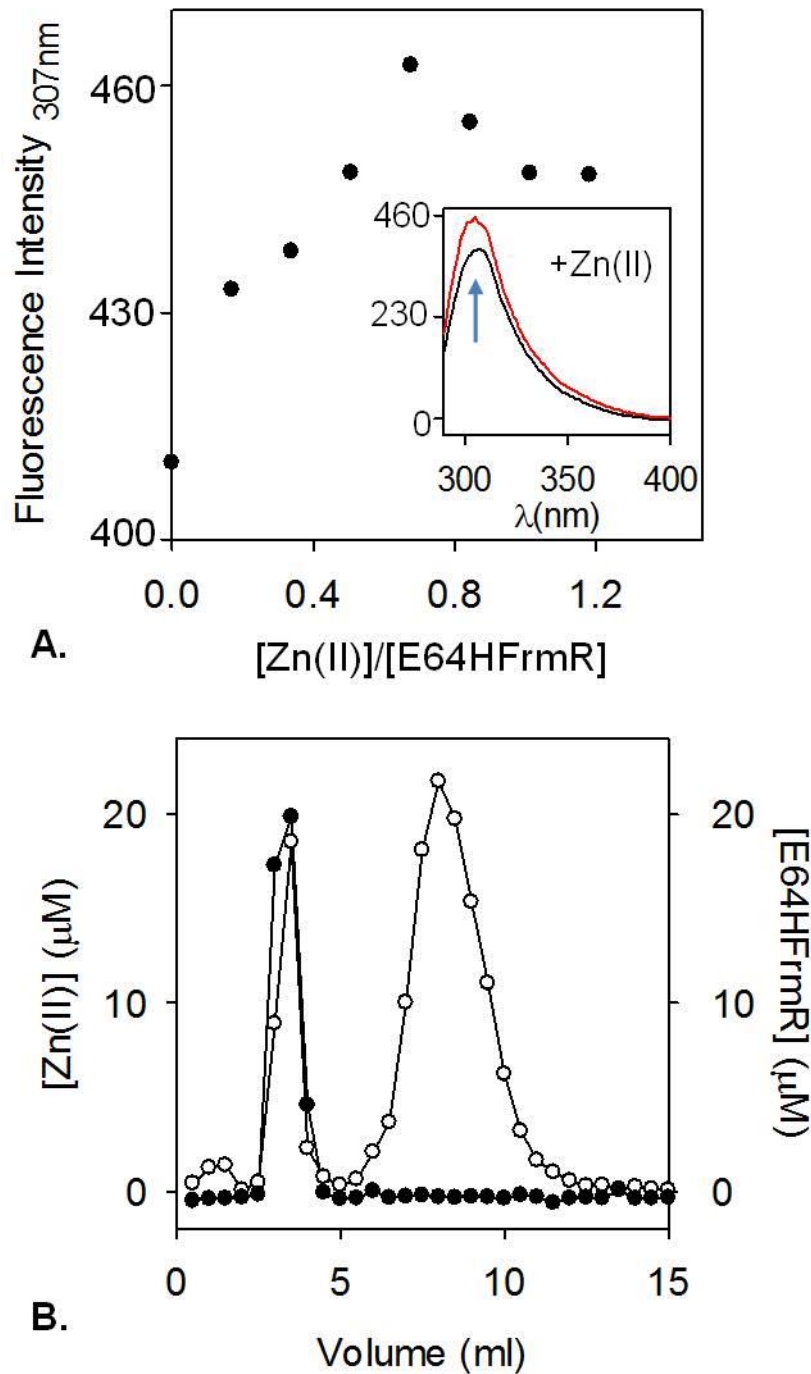 Fluorescence Intensity 307nm
460
430
400
0.0 0.4 0.8 1.2
[Zn(II)]/[E64HFrmR]
460
230
0
300 350 400
λ(nm)
+Zn(II)
A.
[Zn(II)] (μM)
20
10
0
[E64HFrmR] (μM)
20
10
0
0 5 10 15
Volume (ml)
B.